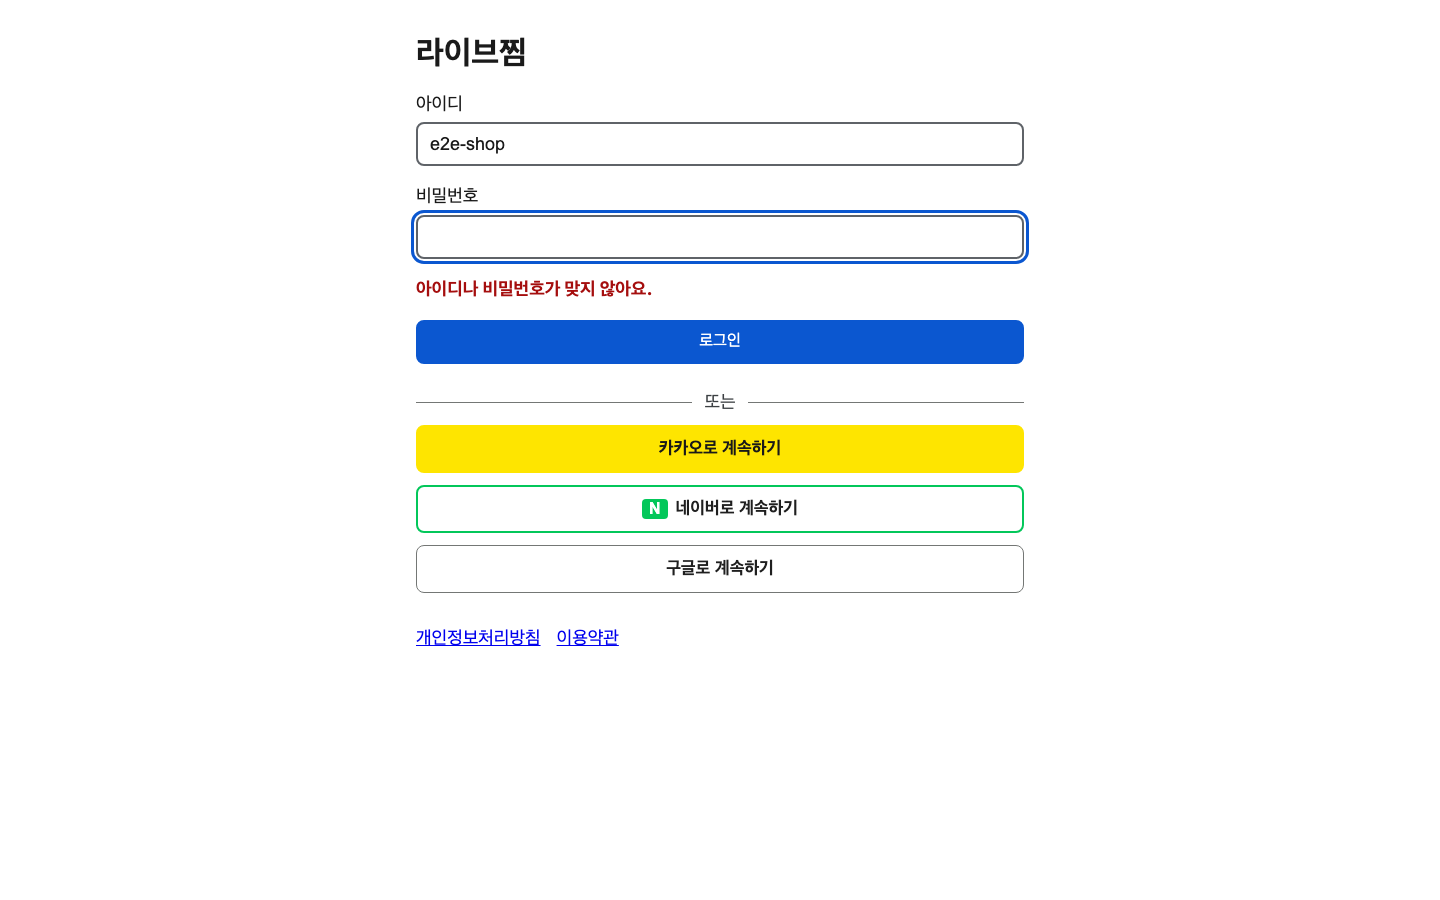 라이브찜
아이디
e2e-shop
비밀번호
아이디나 비밀번호가 맞지 않아요.
로그인
또는
카카오로 계속하기
N 네이버로 계속하기
구글로 계속하기
개인정보처리방침 이용약관